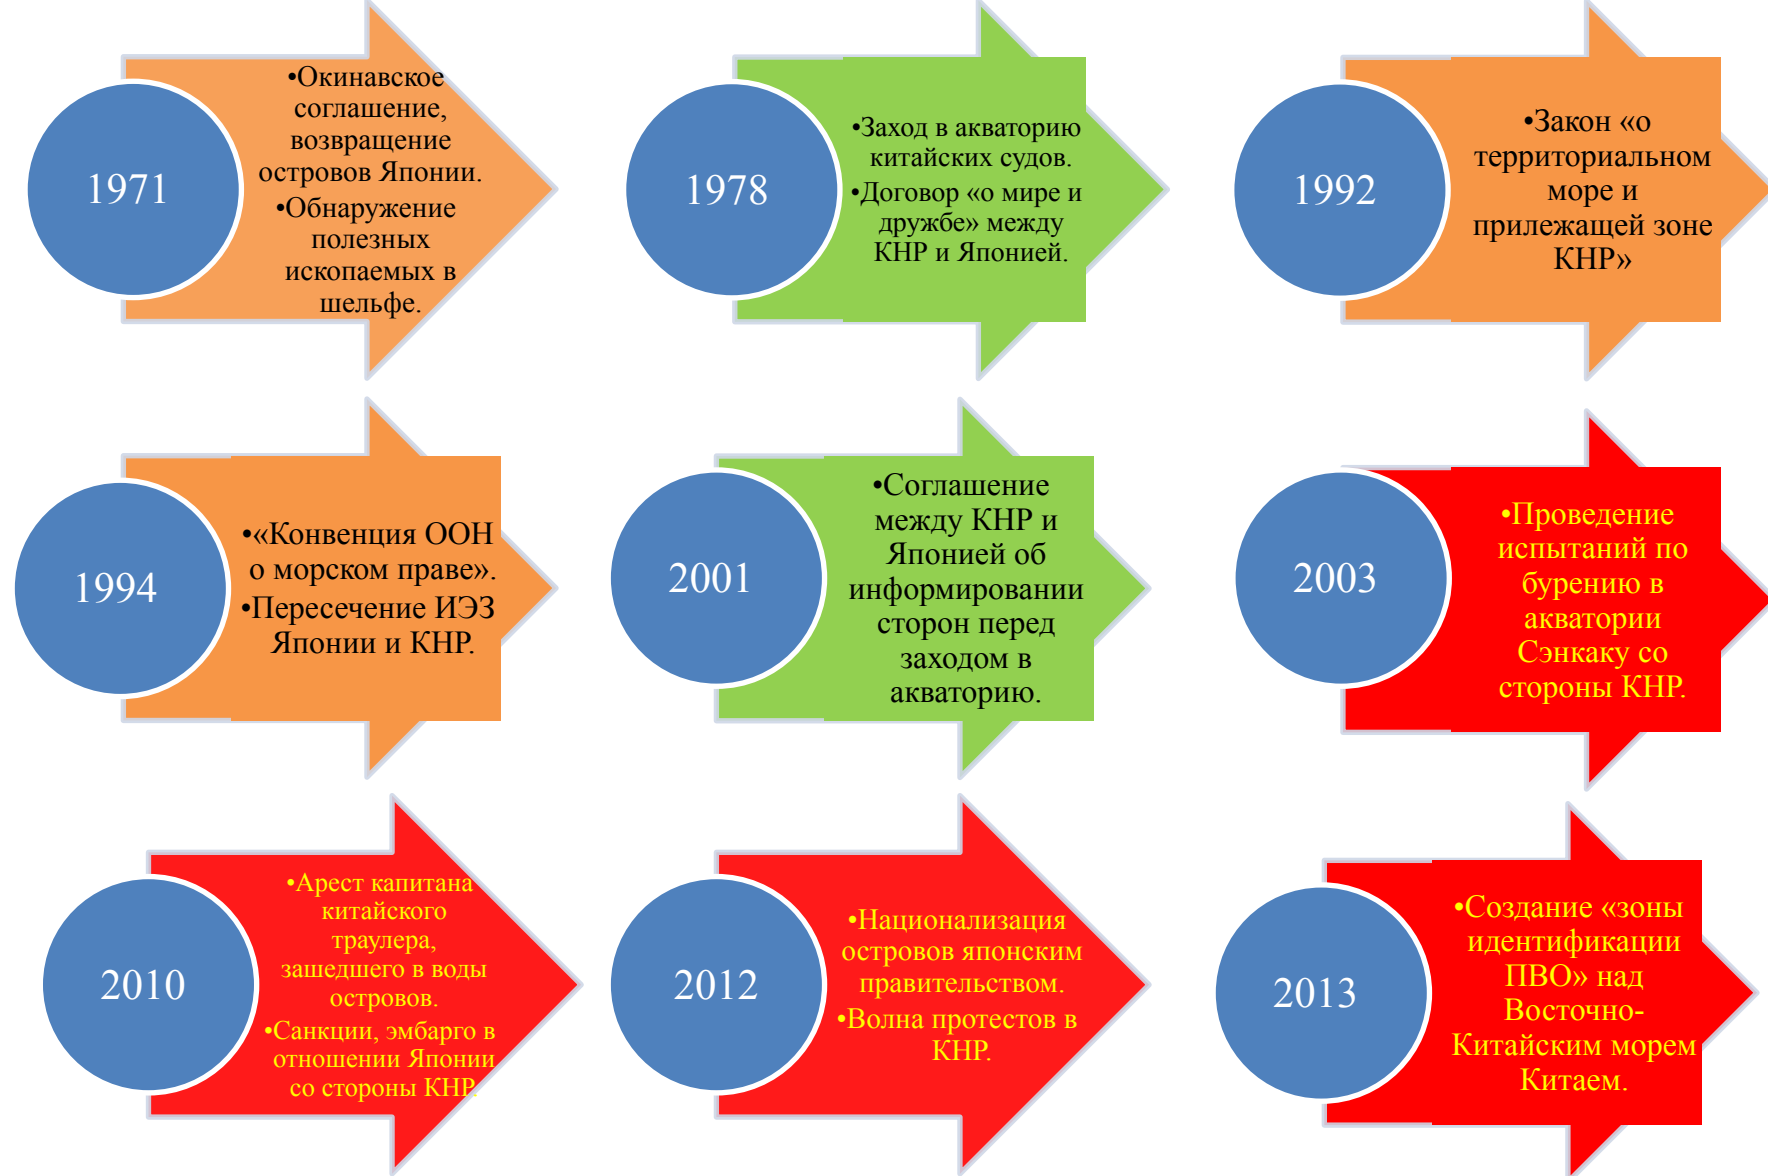 1971
•Окинавское
соглашение,
возвращение
островов Японии.
•Обнаружение
полезных
ископаемых в
шельфе.
1978
•Заход в акваторию
китайских судов.
•Договор «о мире и
дружбе» между
КНР и Японией.
1992
•Закон «о
территориальном
море и
прилежащей зоне
КНР»
1994
•«Конвенция ООН
о морском праве».
•Пересечение ИЭЗ
Японии и КНР.
2001
•Соглашение
между КНР и
Японией об
информировании
сторон перед
заходом в
акваторию.
2003
•Проведение
испытаний по
бурению в
акватории
Сэнкаку со
стороны КНР.
2010
•Арест капитана
китайского
траулера,
зашедшего в воды
островов.
•Санкции, эмбарго в
отношении Японии
со стороны КНР.
2012
•Национализация
островов японским
правительством.
•Волна протестов в
КНР.
2013
•Создание «зоны
идентификации
ПВО» над
Восточно-
Китайским морем
Китаем.